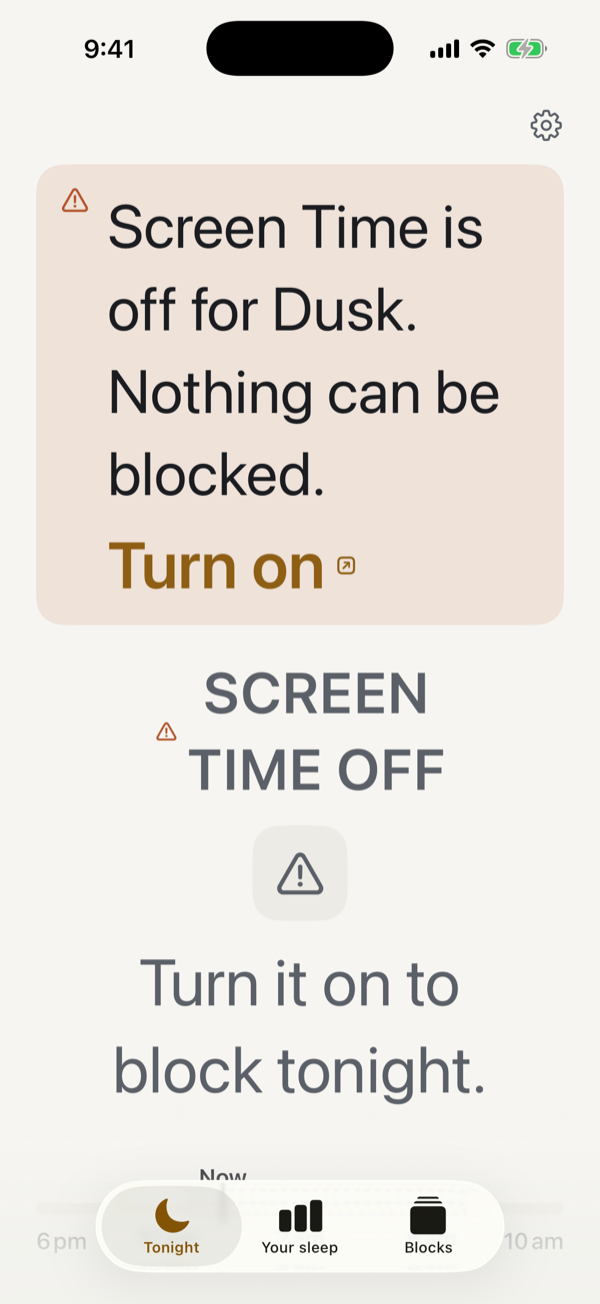 9:41
Screen Time is
off for Dusk.
Nothing can be
blocked.
Turn on
SCREEN
TIME OFF
Turn it on to
block tonight.
Now
6 pm
10 am
Tonight
Your sleep
Blocks